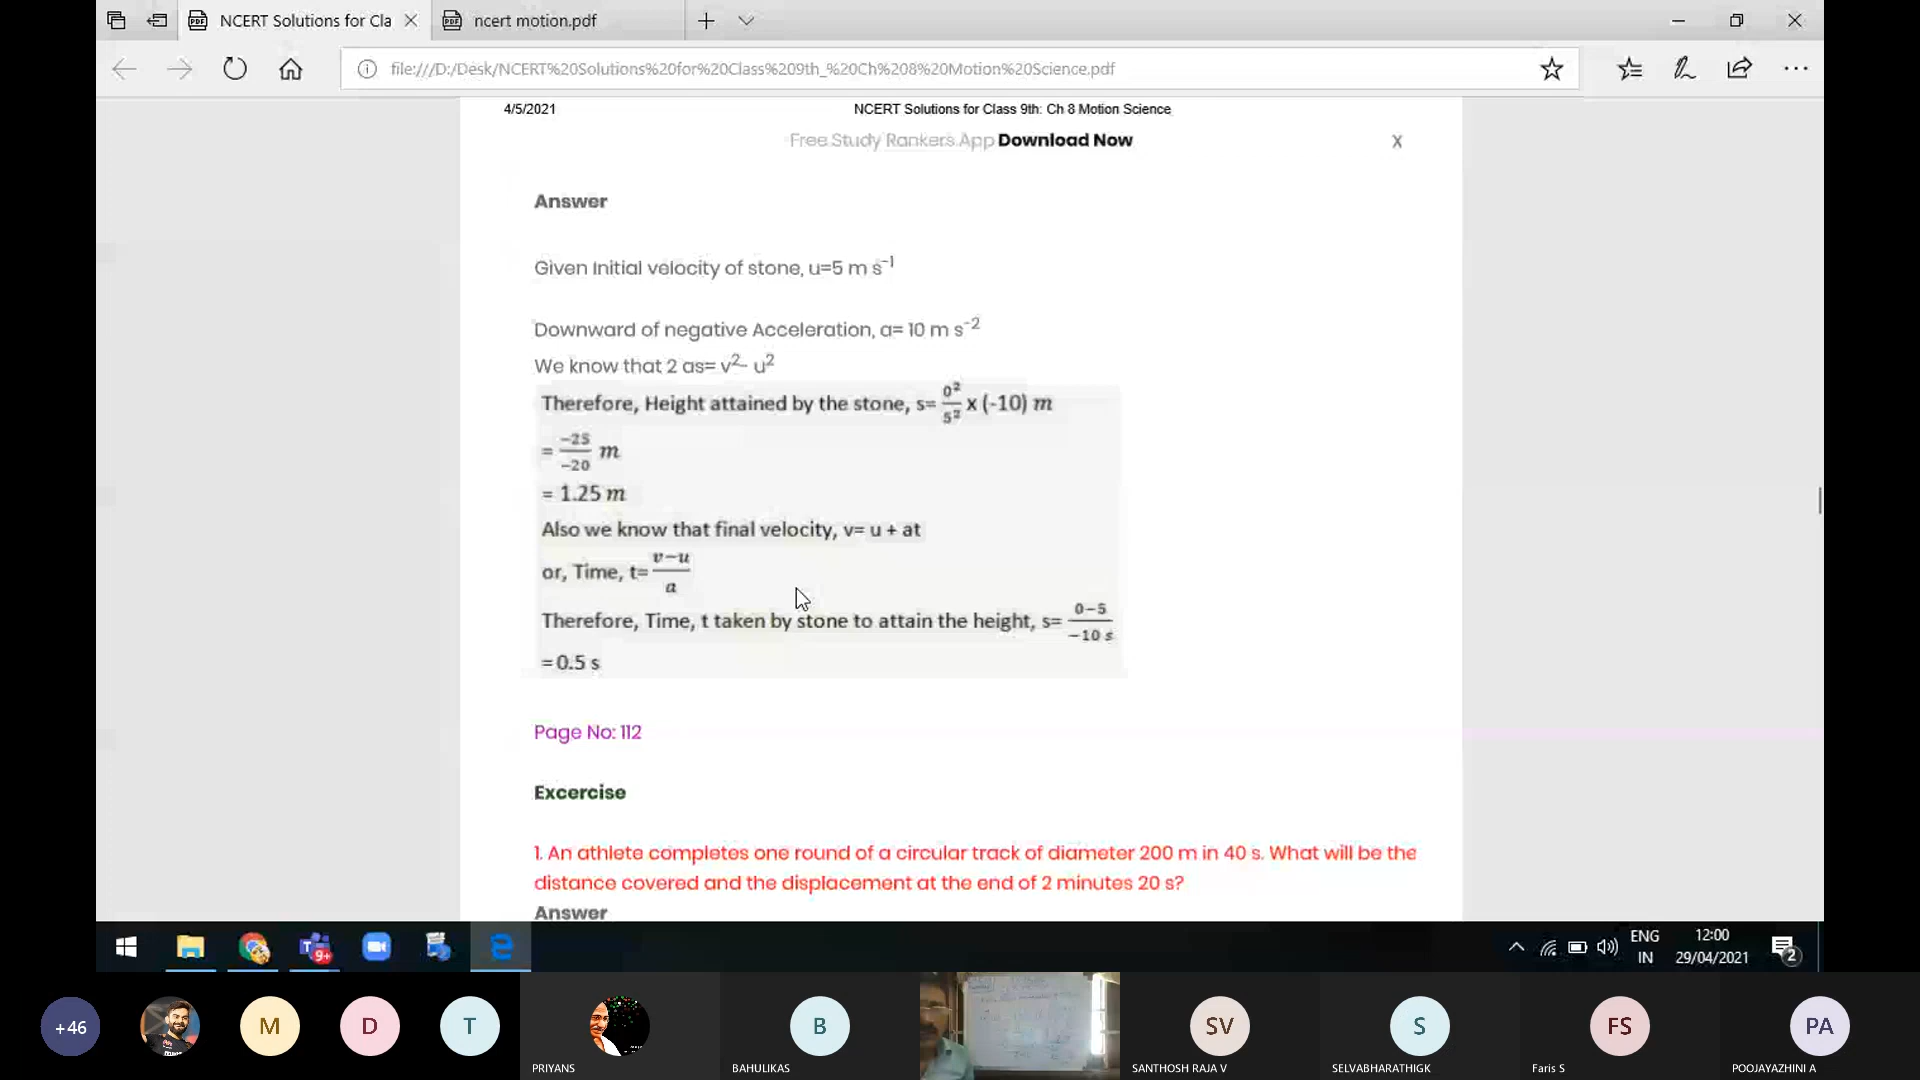 NCERT Solutions for Cla
ncert motion.pdf
file:///D:/Desk/NCERT%20Solutions%20for%20Class%209th_%20Ch%208%20Motion%20Science.pdf
4/5/2021 NCERT Solutions for Class 9th: Ch 8 Motion Science
Free Study Rankers App Download Now X
Answer
Given Initial velocity of stone, u=5 m s⁻¹
Downward of negative Acceleration, a= 10 m s⁻²
We know that 2 as= v²- u²
Therefore, Height attained by the stone, s= 0²/5² x (-10) m
= -25/-20 m
= 1.25 m
Also we know that final velocity, v= u + at
or, Time, t= v-u/a
Therefore, Time, t taken by stone to attain the height, s= 0-5/-10 s
=0.5 s
Page No: 112
Excercise
1. An athlete completes one round of a circular track of diameter 200 m in 40 s. What will be the
distance covered and the displacement at the end of 2 minutes 20 s?
Answer
9+
ENG
IN
12:00
29/04/2021
2
+46
M
D
T
PRIYANS
B
BAHULIKAS
SV
SANTHOSH RAJA V
S
SELVABHARATHIGK
FS
Faris S
PA
POOJAYAZHINI A